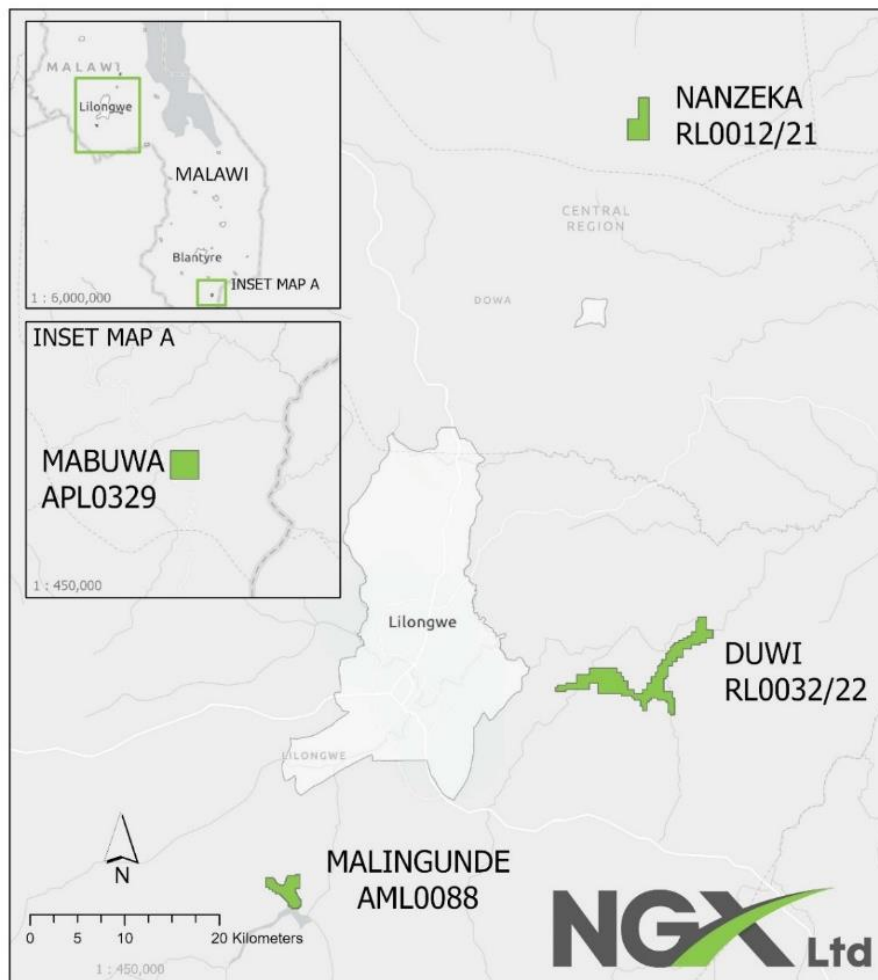 MALAWI
Lilongwe
MALAWI
Blantyre
INSET MAP A
1 : 6,000,000
NANZEKA
RL0012/21
CENTRAL
REGION
DOWA
INSET MAP A
MABUWA
APL0329
1 : 450,000
Lilongwe
DUWI
RL0032/22
LILONGWE
MALINGUNDE
AML0088
N
0 5 10 20 Kilometers
1 : 450,000
NGX Ltd